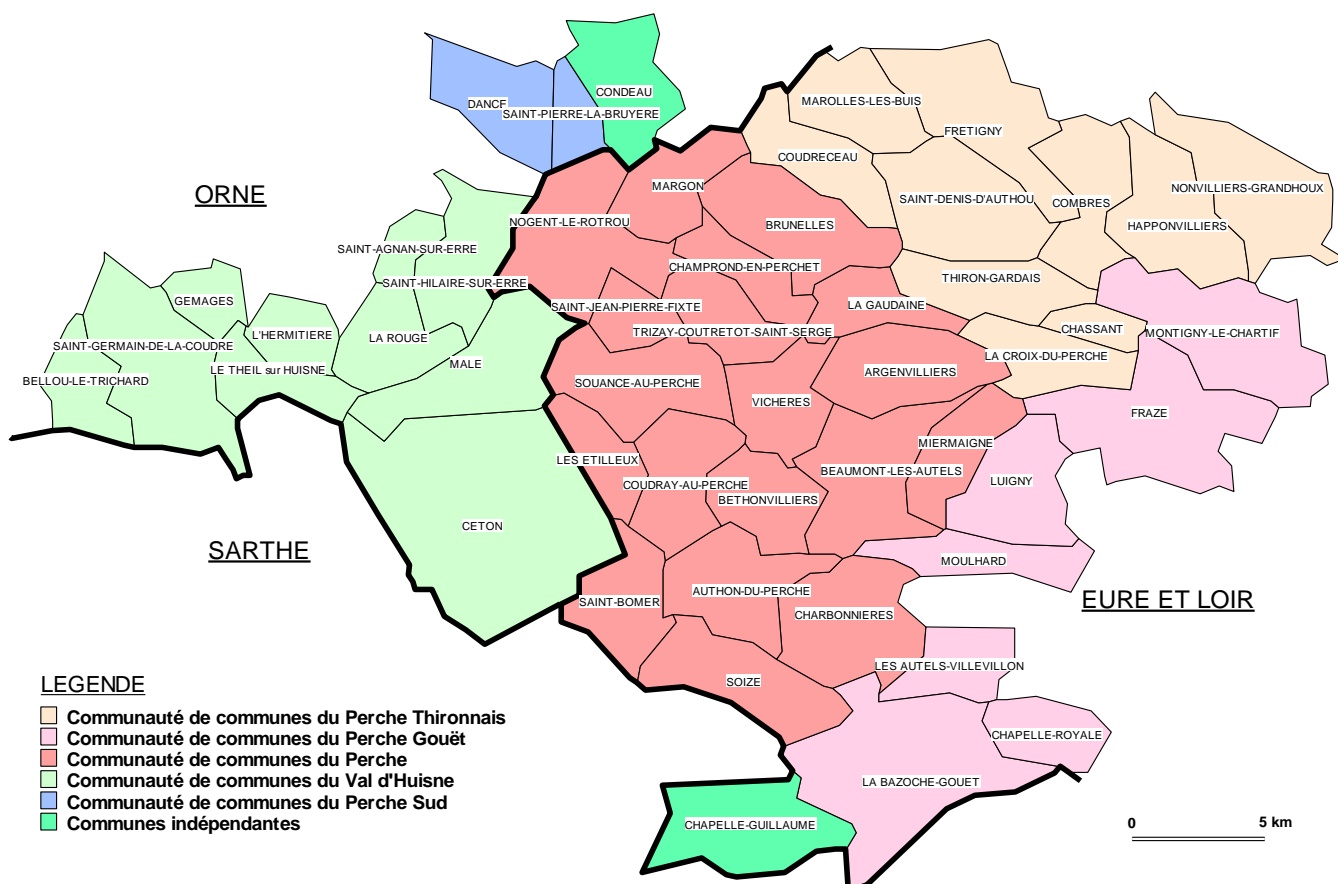 CONDEAU
DANCE
SAINT-PIERRE-LA-BRUYERE
MAROLLES-LES-BUIS
FRETIGNY
COUDRECEAU
MARGON
SAINT-DENIS-D'AUTHOU
COMBRES
NONVILLIERS-GRANDHOUX
ORNE
NOGENT-LE-ROTROU
BRUNELLES
HAPPONVILLIERS
SAINT-AGNAN-SUR-ERRE
CHAMPROND-EN-PERCHET
SAINT-HILAIRE-SUR-ERRE
THIRON-GARDAIS
GEMAGES
SAINT-JEAN-PIERRE-FIXTE
LA GAUDAINE
L'HERMITIERE
LA ROUGE
TRIZAY-COUTRETOT-SAINT-SERGE
CHASSANT
MONTIGNY-LE-CHARTIF
SAINT-GERMAIN-DE-LA-COUDRE
LA CROIX-DU-PERCHE
LE THEIL sur HUISNE
MALE
ARGENVILLIERS
BELLOU-LE-TRICHARD
SOUANCE-AU-PERCHE
VICHERES
FRAZE
MIERMAIGNE
LES ETILLEUX
BEAUMONT-LES-AUTELS
COUDRAY-AU-PERCHE
LUIGNY
BETHONVILLIERS
CETON
SARTHE
MOULHARD
AUTHON-DU-PERCHE
SAINT-BOMER
EURE ET LOIR
CHARBONNIERES
LES AUTELS-VILLEVILLON
SOIZE
CHAPELLE-ROYALE
LA BAZOCHE-GOUET
CHAPELLE-GUILLAUME
LEGENDE
Communauté de communes du Perche Thironnais
Communauté de communes du Perche Gouët
Communauté de communes du Perche
Communauté de communes du Val d'Huisne
Communauté de communes du Perche Sud
Communes indépendantes
0 5 km